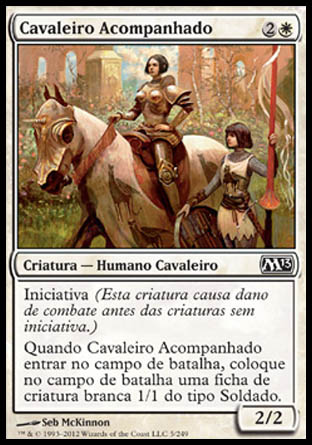 Cavaleiro Acompanhado 2
Criatura — Humano Cavaleiro M13
Iniciativa (Esta criatura causa dano
de combate antes das criaturas sem
iniciativa.)
Quando Cavaleiro Acompanhado
entrar no campo de batalha, coloque
no campo de batalha uma ficha de
criatura branca 1/1 do tipo Soldado.
Seb McKinnon
™ & © 1993–2012 Wizards of the Coast LLC 5/249
2/2